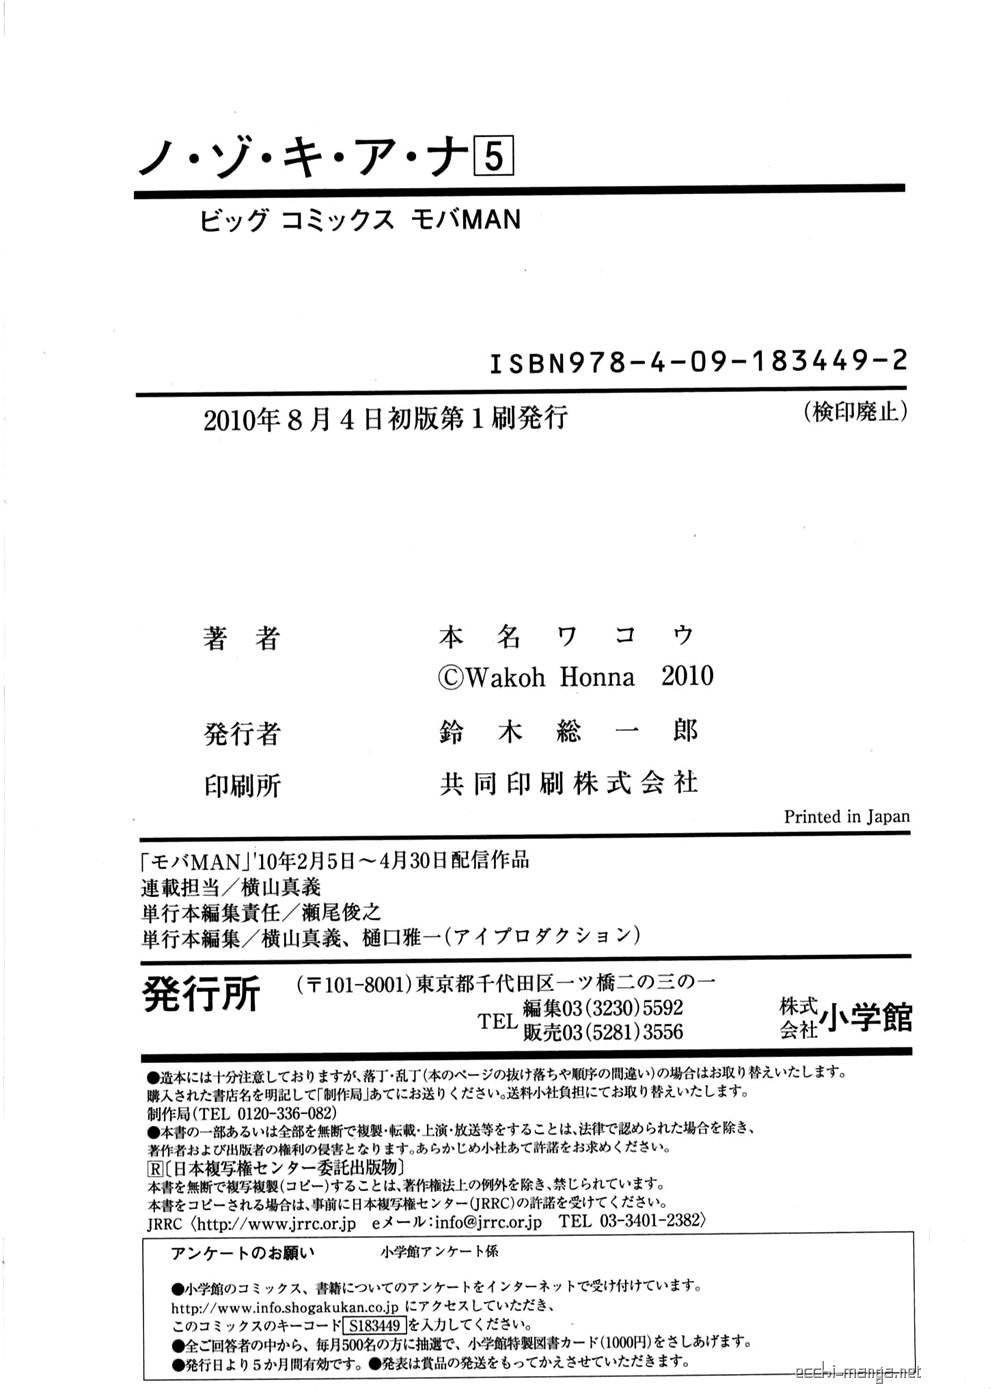 ノ・ゾ・キ・ア・ナ5
ビッグ コミックス モバMAN
ISBN978-4-09-183449-2
2010年8月4日初版第1刷発行
（検印廃止）
著者 本名ワコウ
©Wakoh Honna 2010
発行者 鈴木総一郎
印刷所 共同印刷株式会社
Printed in Japan
「モバMAN」'10年2月5日〜4月30日配信作品
連載担当／横山真義
単行本編集責任／瀬尾俊之
単行本編集／横山真義、樋口雅一（アイプロダクション）
発行所 （〒101-8001）東京都千代田区一ツ橋二の三の一
TEL 編集03(3230)5592
販売03(5281)3556
株式会社 小学館
●造本には十分注意しておりますが、落丁・乱丁（本のページの抜け落ちや順序の間違い）の場合はお取り替えいたします。
購入された書店名を明記して「制作局」あてにお送りください。送料小社負担にてお取り替えいたします。
制作局（TEL 0120-336-082）
●本書の一部あるいは全部を無断で複製・転載・上演・放送等をすることは、法律で認められた場合を除き、
著作者および出版者の権利の侵害となります。あらかじめ小社あて許諾をお求めください。
R〔日本複写権センター委託出版物〕
本書を無断で複写複製（コピー）することは、著作権法上の例外を除き、禁じられています。
本書をコピーされる場合は、事前に日本複写権センター（JRRC）の許諾を受けてください。
JRRC〈http://www.jrrc.or.jp eメール：info@jrrc.or.jp TEL 03-3401-2382〉
アンケートのお願い 小学館アンケート係
●小学館のコミックス、書籍についてのアンケートをインターネットで受け付けています。
http://www.info.shogakukan.co.jp にアクセスしていただき、
このコミックスのキーコード S183449 を入力してください。
●全ご回答者の中から、毎月500名の方に抽選で、小学館特製図書カード（1000円）をさしあげます。
●発行日より5か月間有効です。●発表は賞品の発送をもってかえさせていただきます。
ecchi-manga.net